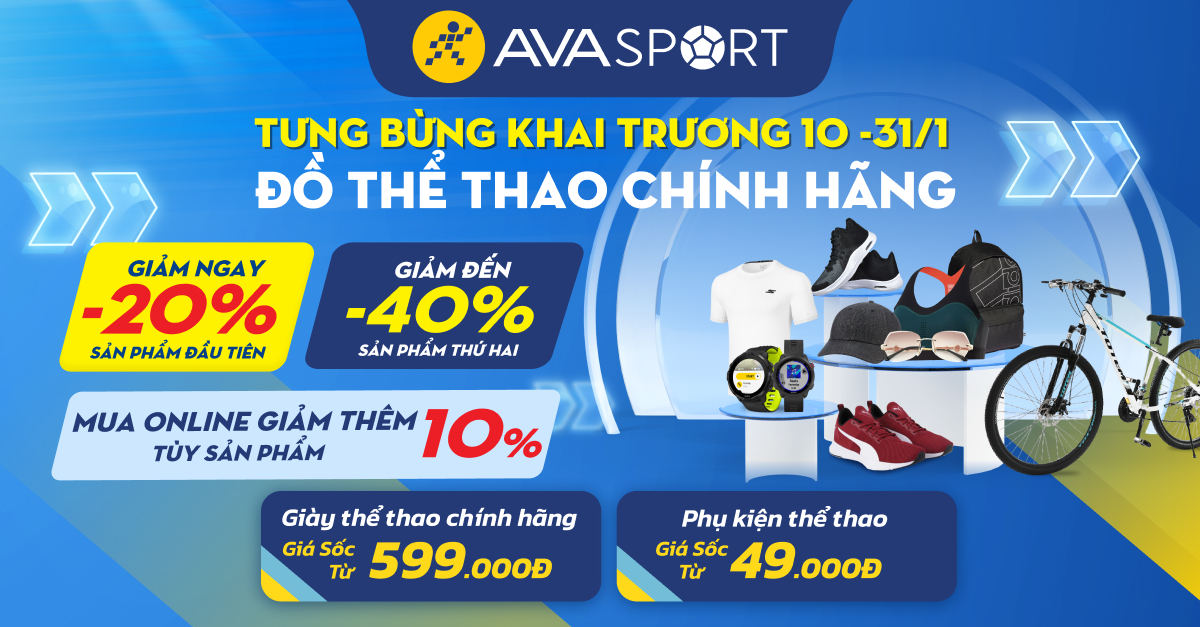 AVASPORT
TƯNG BỪNG KHAI TRƯƠNG 10 -31/1
ĐỒ THỂ THAO CHÍNH HÃNG
GIẢM NGAY
-20%
SẢN PHẨM ĐẦU TIÊN
GIẢM ĐẾN
-40%
SẢN PHẨM THỨ HAI
MUA ONLINE GIẢM THÊM 10%
TÙY SẢN PHẨM
Giày thể thao chính hãng
Giá Sốc
Từ 599.000Đ
Phụ kiện thể thao
Giá Sốc
Từ 49.000Đ